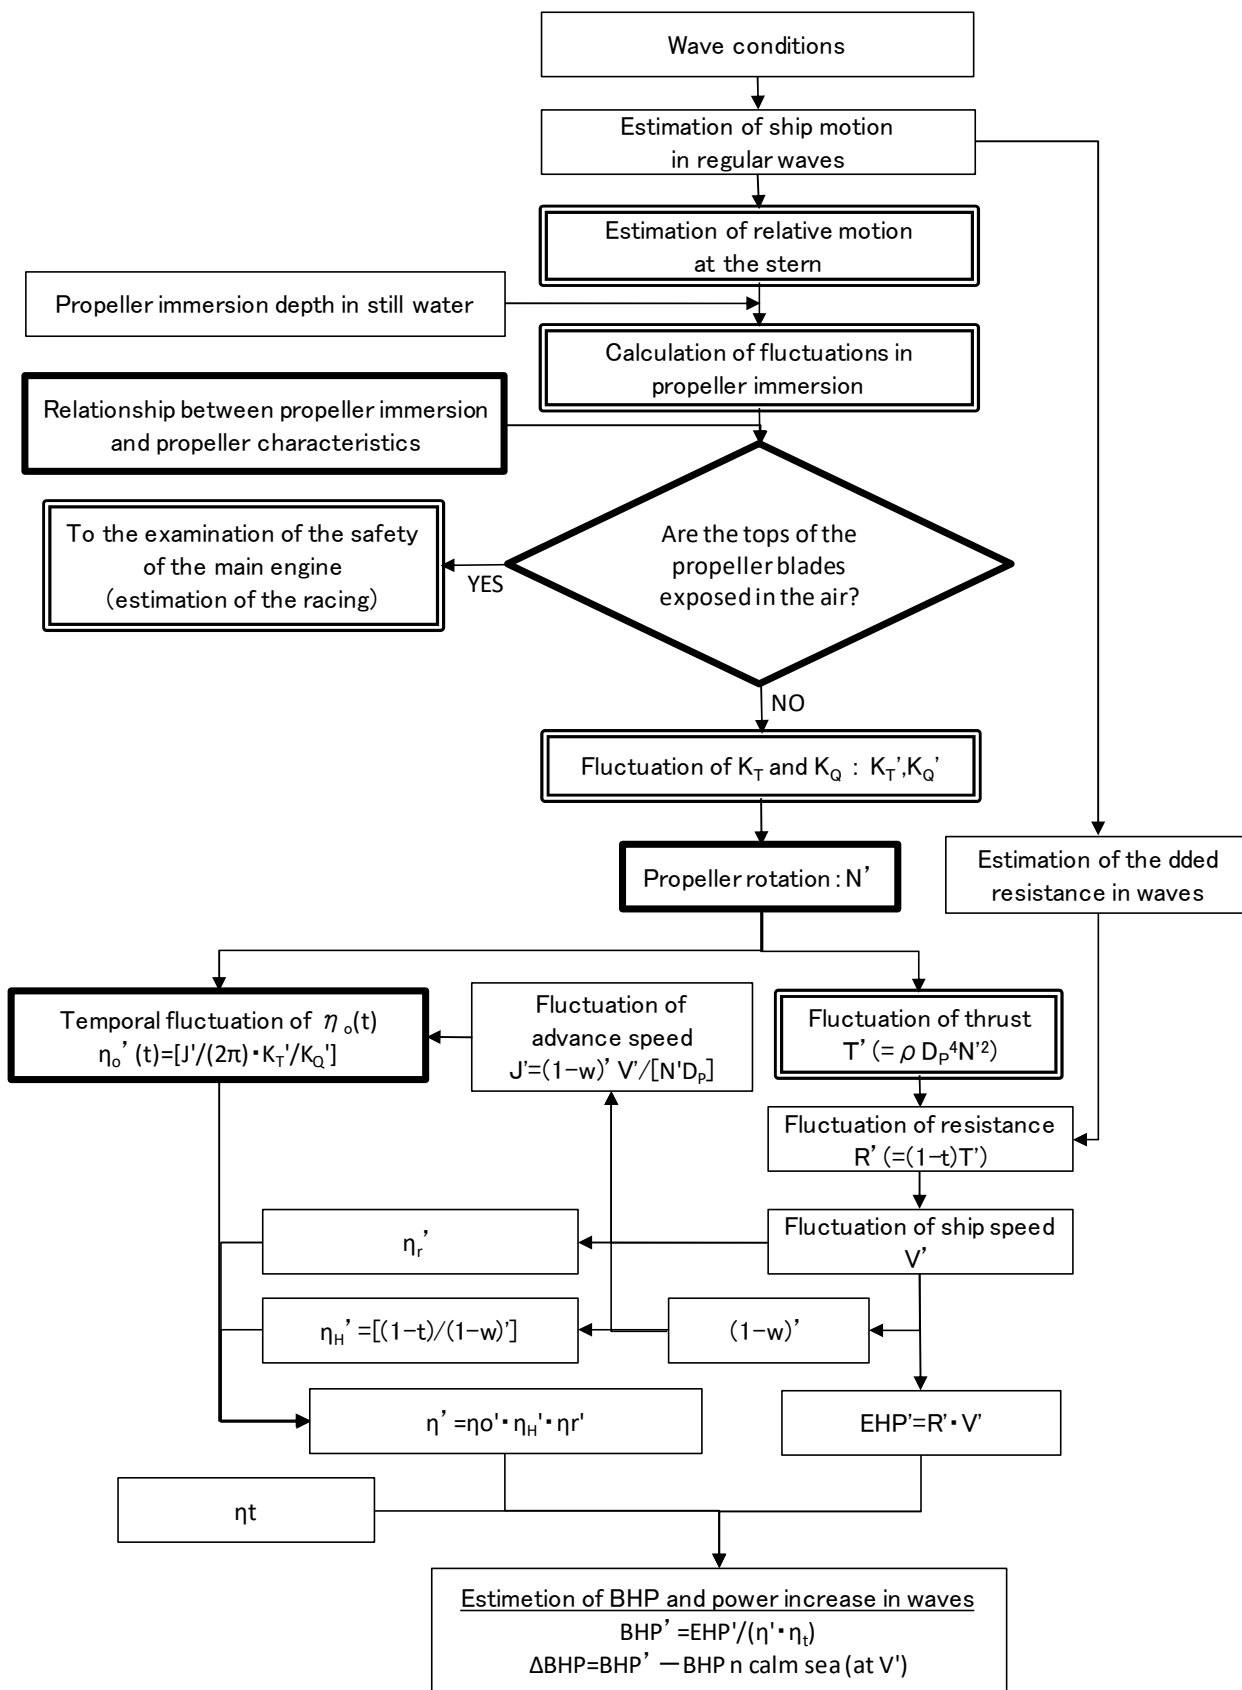 Wave conditions
Estimation of ship motion
in regular waves
Estimation of relative motion
at the stern
Propeller immersion depth in still water
Calculation of fluctuations in
propeller immersion
Relationship between propeller immersion
and propeller characteristics
To the examination of the safety
of the main engine
(estimation of the racing)
YES
Are the tops of the
propeller blades
exposed in the air?
NO
Fluctuation of K_T and K_Q : K_T’,K_Q’
Propeller rotation : N’
Estimation of the dded
resistance in waves
Temporal fluctuation of η_o(t)
η_o’ (t)=[J'/(2π)・K_T'/K_Q']
Fluctuation of
advance speed
J’=(1-w)’ V’/[N'D_P]
Fluctuation of thrust
T’ (= ρ D_P⁴N’²)
Fluctuation of resistance
R’ (=(1-t)T’)
η_r’
Fluctuation of ship speed
V’
η_H’ =[(1-t)/(1-w)’]
(1-w)’
η’ =ηo'・η_H'・ηr'
EHP’=R’・V’
ηt
Estimetion of BHP and power increase in waves
BHP’ =EHP'/(η'・η_t)
ΔBHP=BHP’ －BHP n calm sea (at V')